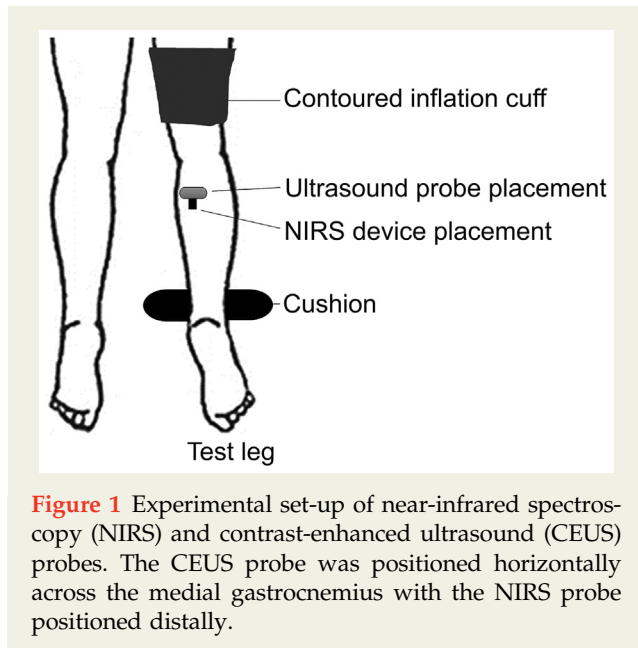 Contoured inflation cuff
Ultrasound probe placement
NIRS device placement
Cushion
Test leg
Figure 1 Experimental set-up of near-infrared spectros-
copy (NIRS) and contrast-enhanced ultrasound (CEUS)
probes. The CEUS probe was positioned horizontally
across the medial gastrocnemius with the NIRS probe
positioned distally.